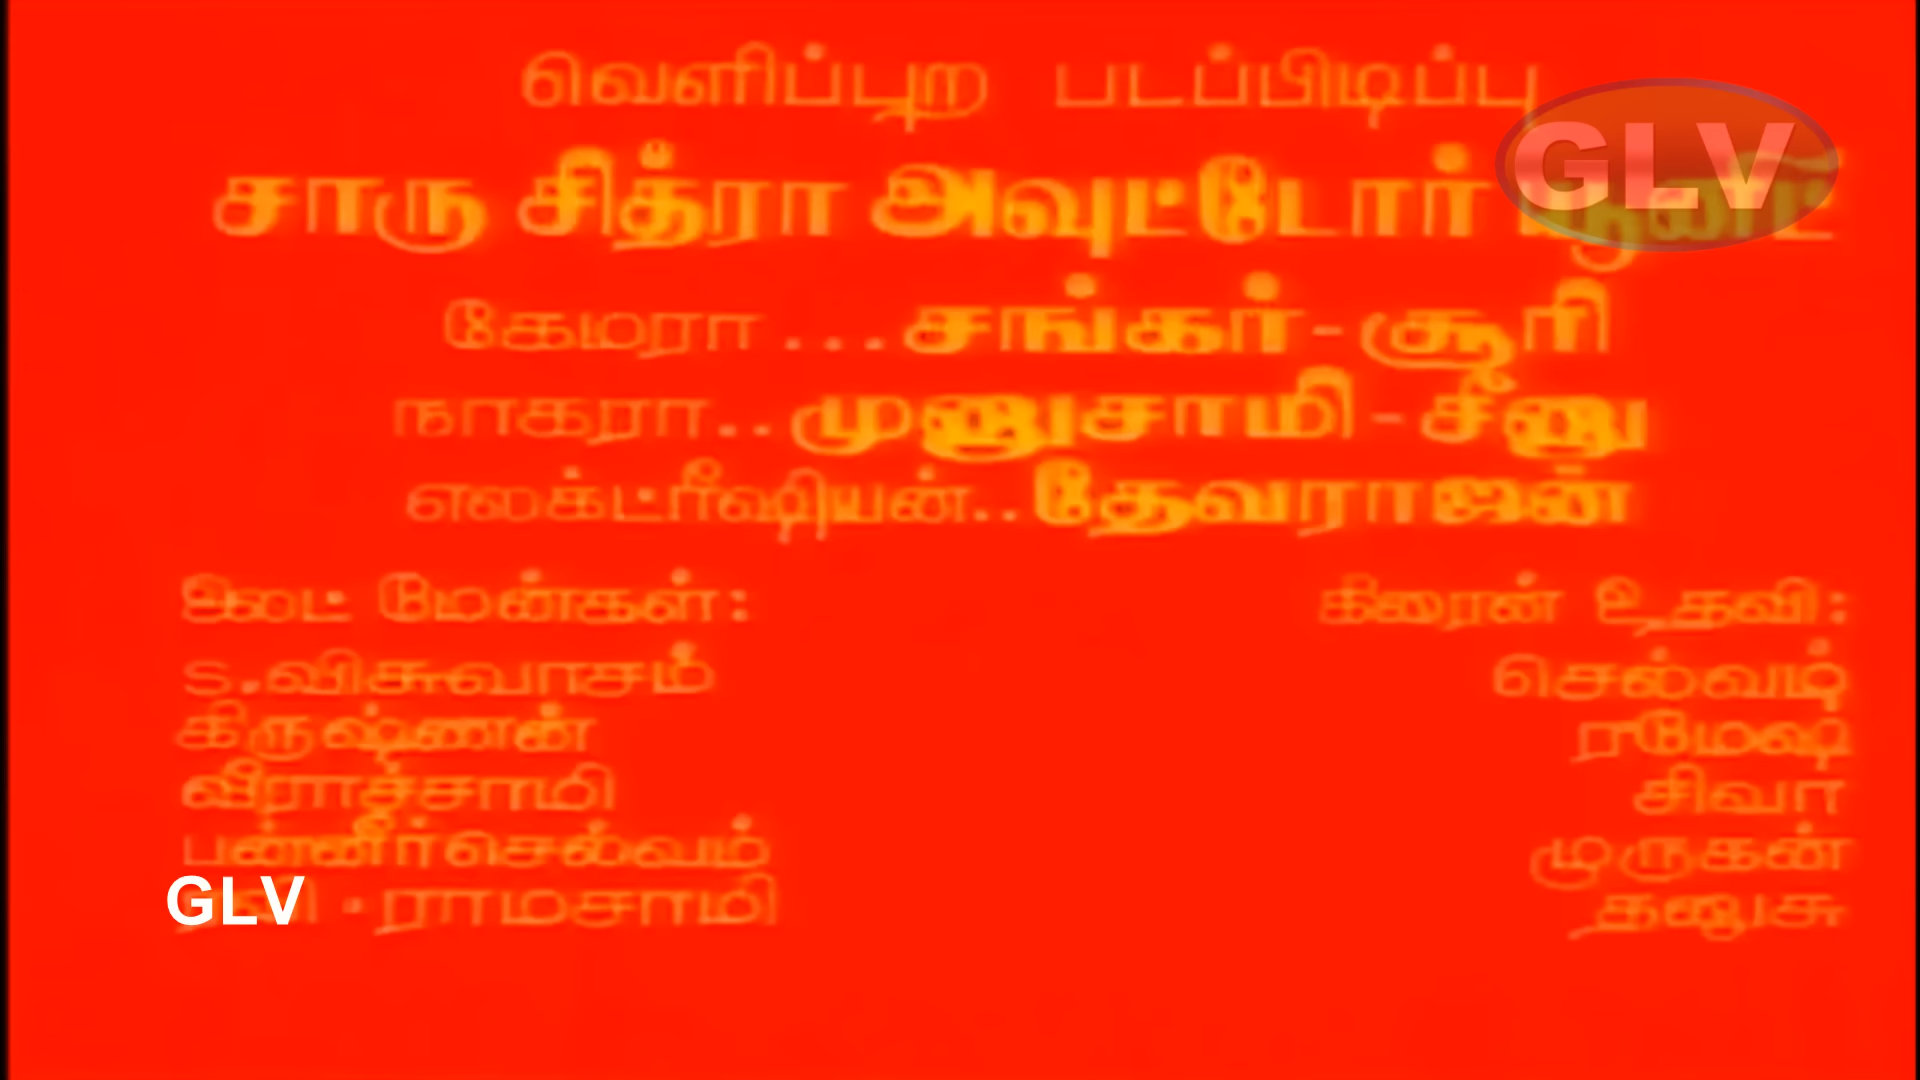 வெளிப்புற படப்பிடிப்பு
சாரு சித்ரா அவுட்டோர் யூனிட்
கேமரா ... சங்கர் - சூரி
நாகரா .. முனுசாமி - சீனு
எலக்ட்ரீஷியன் .. தேவராஜன்
லைட் மேன்கள் :
S. விசுவாசம்
கிருஷ்ணன்
வீராச்சாமி
பன்னீர்செல்வம்
ராமசாமி
கிரைன் உதவி :
செல்வம்
ரமேஷ்
சிவா
முருகன்
தனுசு
GLV
GLV